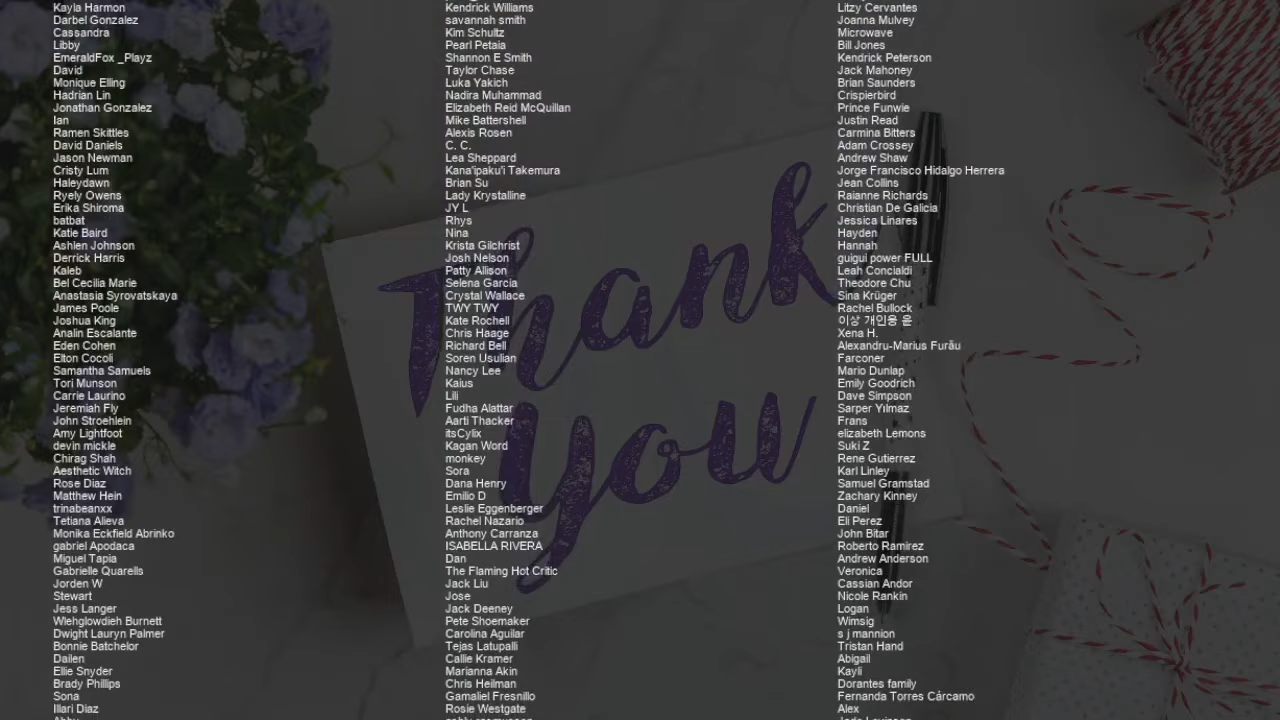 Kayla Harmon
Darbel Gonzalez
Cassandra
Libby
EmeraldFox _Playz
David
Monique Elling
Hadrian Lin
Jonathan Gonzalez
Ian
Ramen Skittles
David Daniels
Jason Newman
Cristy Lum
Haleydawn
Ryely Owens
Erika Shiroma
batbat
Katie Baird
Ashlen Johnson
Derrick Harris
Kaleb
Bel Cecilia Marie
Anastasia Syrovatskaya
James Poole
Joshua King
Analin Escalante
Eden Cohen
Elton Cocoli
Samantha Samuels
Tori Munson
Carrie Laurino
Jeremiah Fly
John Stroehlein
Amy Lightfoot
devin mickle
Chirag Shah
Aesthetic Witch
Rose Diaz
Matthew Hein
trinabeanxx
Tetiana Alieva
Monika Eckfield Abrinko
gabriel Apodaca
Miguel Tapia
Gabrielle Quarells
Jorden W
Stewart
Jess Langer
Wlehglowdieh Burnett
Dwight Lauryn Palmer
Bonnie Batchelor
Dailen
Ellie Snyder
Brady Phillips
Sona
Illari Diaz
Kendrick Williams
savannah smith
Kim Schultz
Pearl Petaia
Shannon E Smith
Taylor Chase
Luka Yakich
Nadira Muhammad
Elizabeth Reid McQuillan
Mike Battershell
Alexis Rosen
C. C.
Lea Sheppard
Kana'ipaku'i Takemura
Brian Su
Lady Krystalline
JY L
Rhys
Nina
Krista Gilchrist
Josh Nelson
Patty Allison
Selena Garcia
Crystal Wallace
TWY TWY
Kate Rochell
Chris Haage
Richard Bell
Soren Usulian
Nancy Lee
Kaius
Lili
Fudha Alattar
Aarti Thacker
itsCylix
Kagan Word
monkey
Sora
Dana Henry
Emilio D
Leslie Eggenberger
Rachel Nazario
Anthony Carranza
ISABELLA RIVERA
Dan
The Flaming Hot Critic
Jack Liu
Jose
Jack Deeney
Pete Shoemaker
Carolina Aguilar
Tejas Latupalli
Callie Kramer
Marianna Akin
Chris Heilman
Gamaliel Fresnillo
Rosie Westgate
Litzy Cervantes
Joanna Mulvey
Microwave
Bill Jones
Kendrick Peterson
Jack Mahoney
Brian Saunders
Crispierbird
Prince Funwie
Justin Read
Carmina Bitters
Adam Crossey
Andrew Shaw
Jorge Francisco Hidalgo Herrera
Jean Collins
Raianne Richards
Christian De Galicia
Jessica Linares
Hayden
Hannah
guigui power FULL
Leah Concialdi
Theodore Chu
Sina Krüger
Rachel Bullock
이상 개인용
Xena H.
Alexandru-Marius Furău
Farconer
Mario Dunlap
Emily Goodrich
Dave Simpson
Sarper Yılmaz
Frans
elizabeth Lemons
Suki Z
Rene Gutierrez
Karl Linley
Samuel Gramstad
Zachary Kinney
Daniel
Eli Perez
John Bitar
Roberto Ramirez
Andrew Anderson
Veronica
Cassian Andor
Nicole Rankin
Logan
Wimsig
s j mannion
Tristan Hand
Abigail
Kayli
Dorantes family
Fernanda Torres Cárcamo
Alex
Thank
you